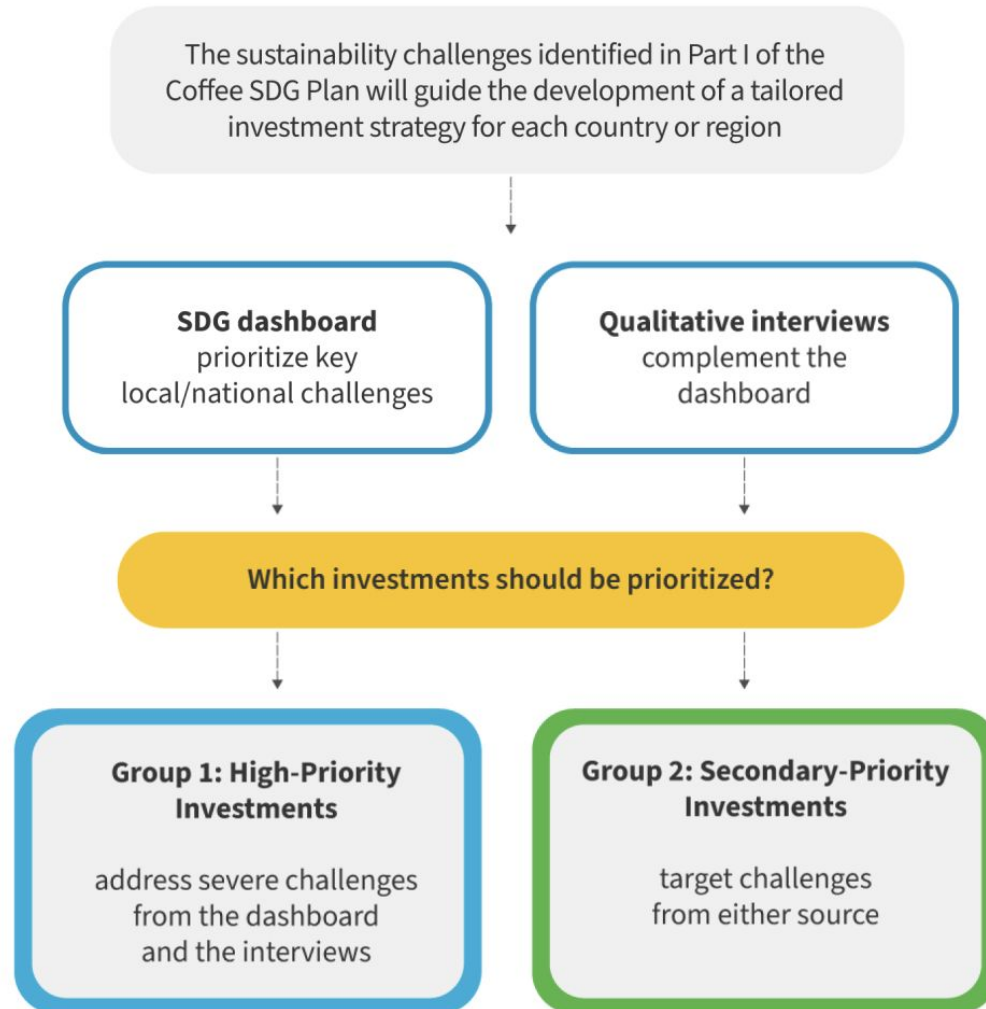 The sustainability challenges identified in Part I of the
Coffee SDG Plan will guide the development of a tailored
investment strategy for each country or region
SDG dashboard
prioritize key
local/national challenges
Qualitative interviews
complement the
dashboard
Which investments should be prioritized?
Group 1: High-Priority
Investments
address severe challenges
from the dashboard
and the interviews
Group 2: Secondary-Priority
Investments
target challenges
from either source